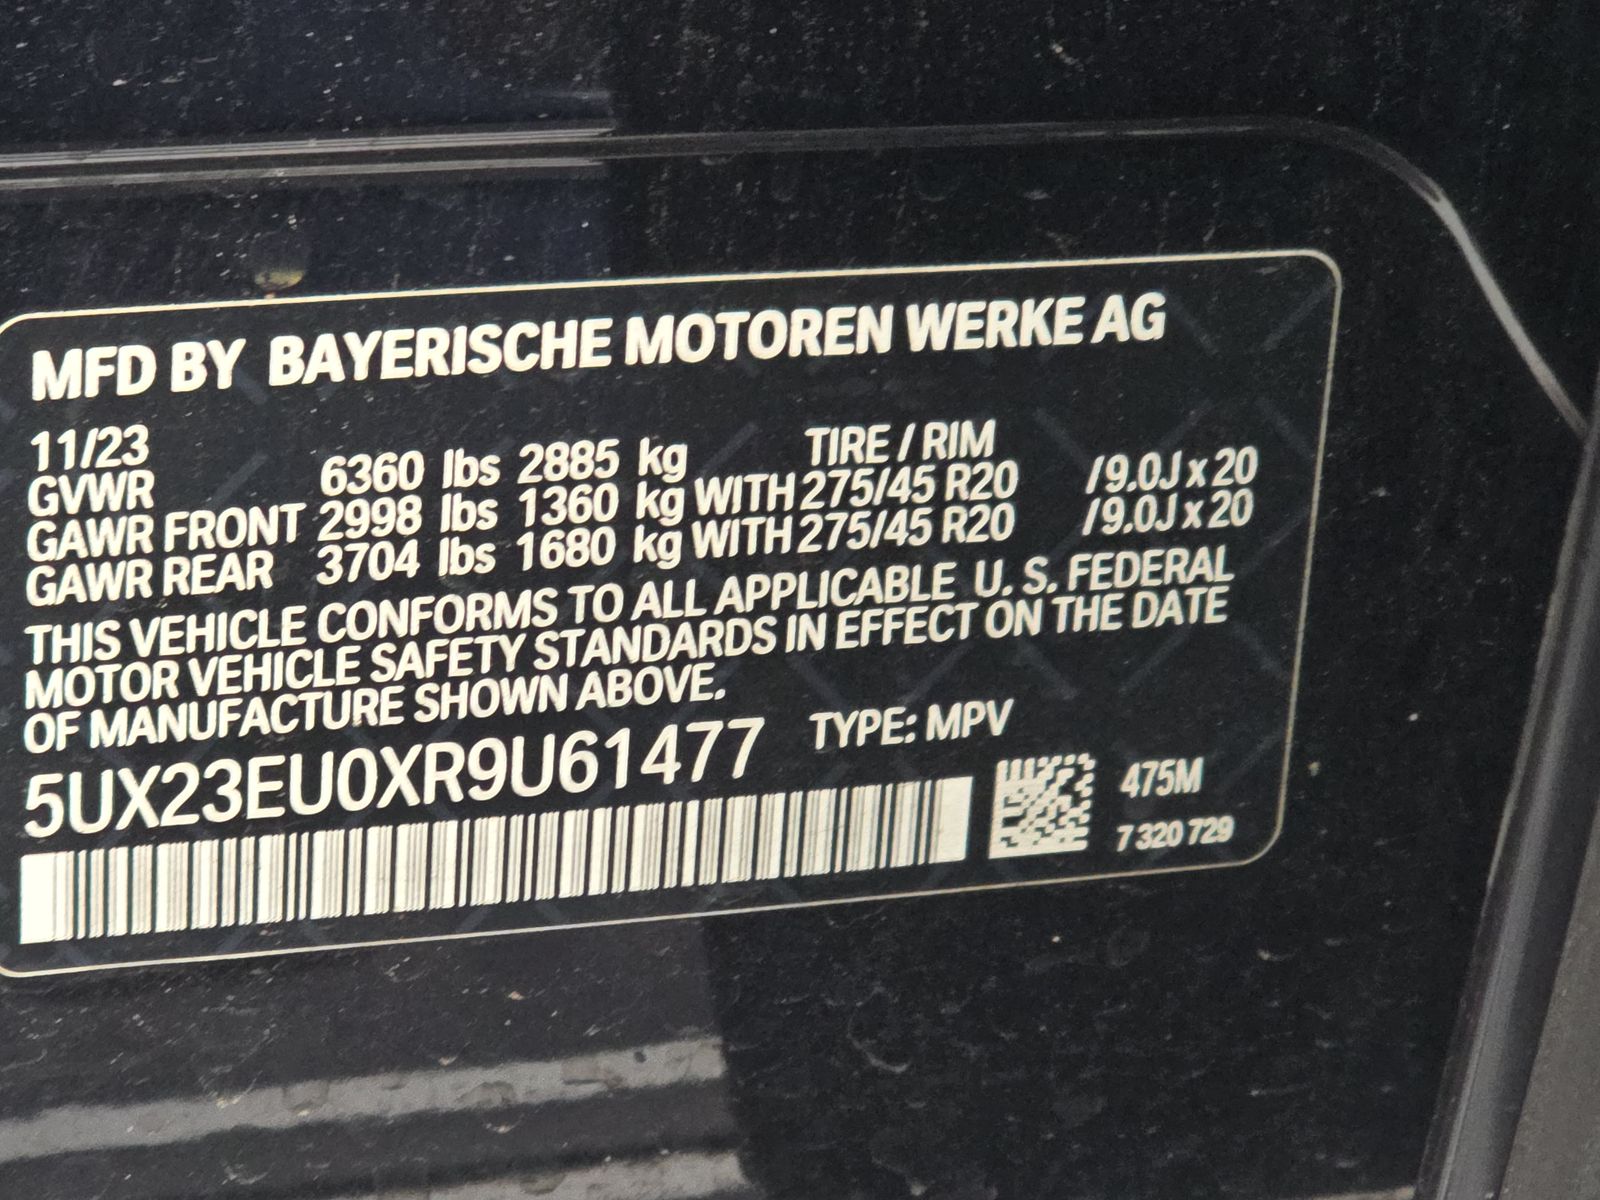 MFD BY BAYERISCHE MOTOREN WERKE AG
11/23 TIRE / RIM
GVWR 6360 lbs 2885 kg
GAWR FRONT 2998 lbs 1360 kg WITH 275/45 R20 /9.0J x 20
GAWR REAR 3704 lbs 1680 kg WITH 275/45 R20 /9.0J x 20
THIS VEHICLE CONFORMS TO ALL APPLICABLE U. S. FEDERAL
MOTOR VEHICLE SAFETY STANDARDS IN EFFECT ON THE DATE
OF MANUFACTURE SHOWN ABOVE.
5UX23EU0XR9U61477 TYPE: MPV
475M
7 320 729